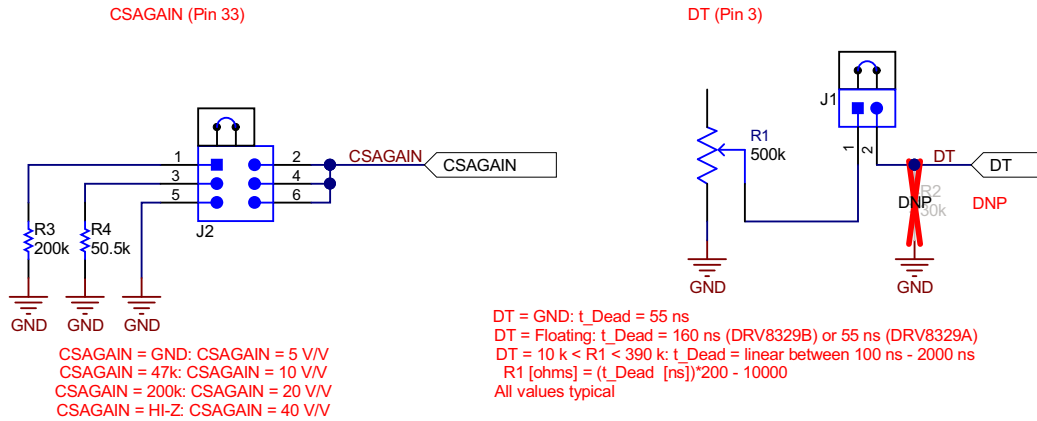 CSAGAIN (Pin 33)
DT (Pin 3)
J1
R1
500k
1
2
DT
DT
R2
30k
DNP
DNP
GND
GND
1
2
3
4
5
6
CSAGAIN
CSAGAIN
J2
R3
200k
R4
50.5k
GND
GND
GND
CSAGAIN = GND: CSAGAIN = 5 V/V
CSAGAIN = 47k: CSAGAIN = 10 V/V
CSAGAIN = 200k: CSAGAIN = 20 V/V
CSAGAIN = HI-Z: CSAGAIN = 40 V/V
DT = GND: t_Dead = 55 ns
DT = Floating: t_Dead = 160 ns (DRV8329B) or 55 ns (DRV8329A)
DT = 10 k < R1 < 390 k: t_Dead = linear between 100 ns - 2000 ns
R1 [ohms] = (t_Dead [ns])*200 - 10000
All values typical